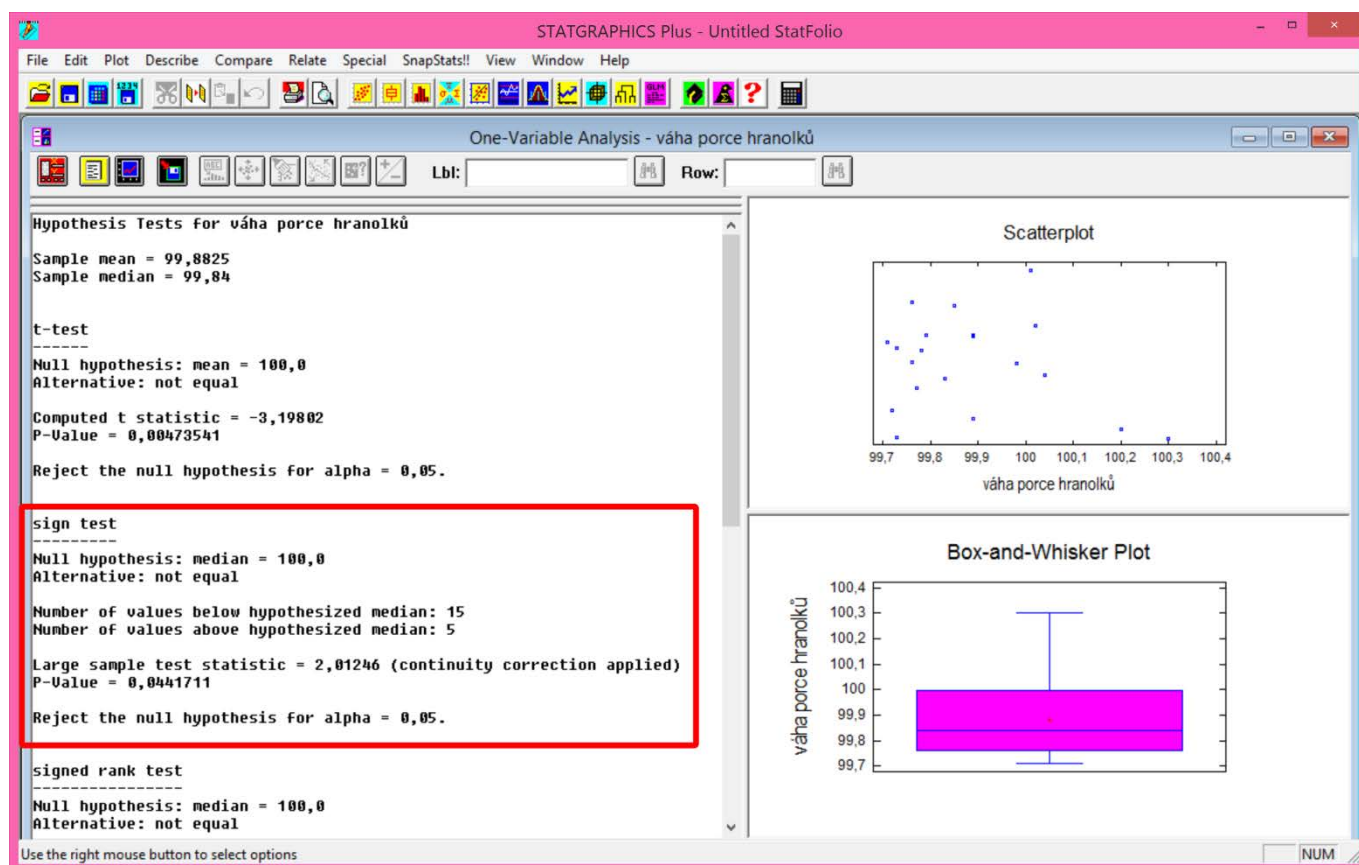 STATGRAPHICS Plus - Untitled StatFolio
File Edit Plot Describe Compare Relate Special SnapStats!! View Window Help
One-Variable Analysis - váha porce hranolků
Lbl: Row:
Hypothesis Tests for váha porce hranolků
Sample mean = 99,8825
Sample median = 99,84
t-test
------
Null hypothesis: mean = 100,0
Alternative: not equal
Computed t statistic = -3,19802
P-Value = 0,00473541
Reject the null hypothesis for alpha = 0,05.
sign test
---------
Null hypothesis: median = 100,0
Alternative: not equal
Number of values below hypothesized median: 15
Number of values above hypothesized median: 5
Large sample test statistic = 2,01246 (continuity correction applied)
P-Value = 0,0441711
Reject the null hypothesis for alpha = 0,05.
signed rank test
----------------
Null hypothesis: median = 100,0
Alternative: not equal
Scatterplot
99,7 99,8 99,9 100 100,1 100,2 100,3 100,4
váha porce hranolků
Box-and-Whisker Plot
váha porce hranolků
100,4
100,3
100,2
100,1
100
99,9
99,8
99,7
Use the right mouse button to select options
NUM